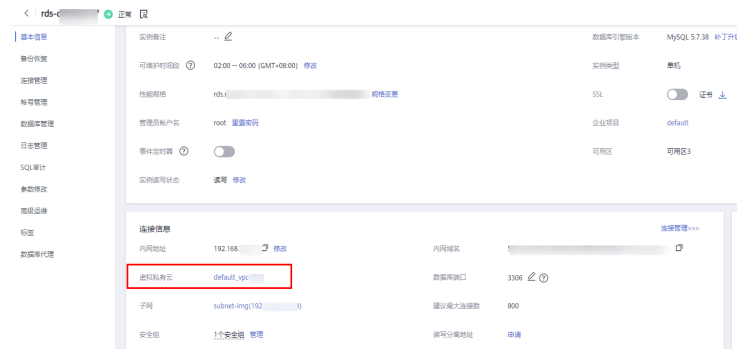 正常
基本信息
备份恢复
连接管理
帐号管理
数据库管理
日志管理
SQL审计
参数修改
高级运维
标签
数据库代理
实例备注 --
数据库引擎版本 MySQL 5.7.38
可维护时间段 02:00 – 06:00 (GMT+08:00) 修改
实例类型 单机
性能规格 规格变更
SSL 证书
管理员帐户名 root 重置密码
企业项目 default
事件定时器
可用区 可用区3
实例读写状态 读写 修改
连接信息
连接管理>>>
内网地址 192.168. 修改
内网域名
虚拟私有云 default_vpc
数据库端口 3306
子网 subnet-lmg(192
建议最大连接数 800
安全组 1个安全组 管理
读写分离地址 申请